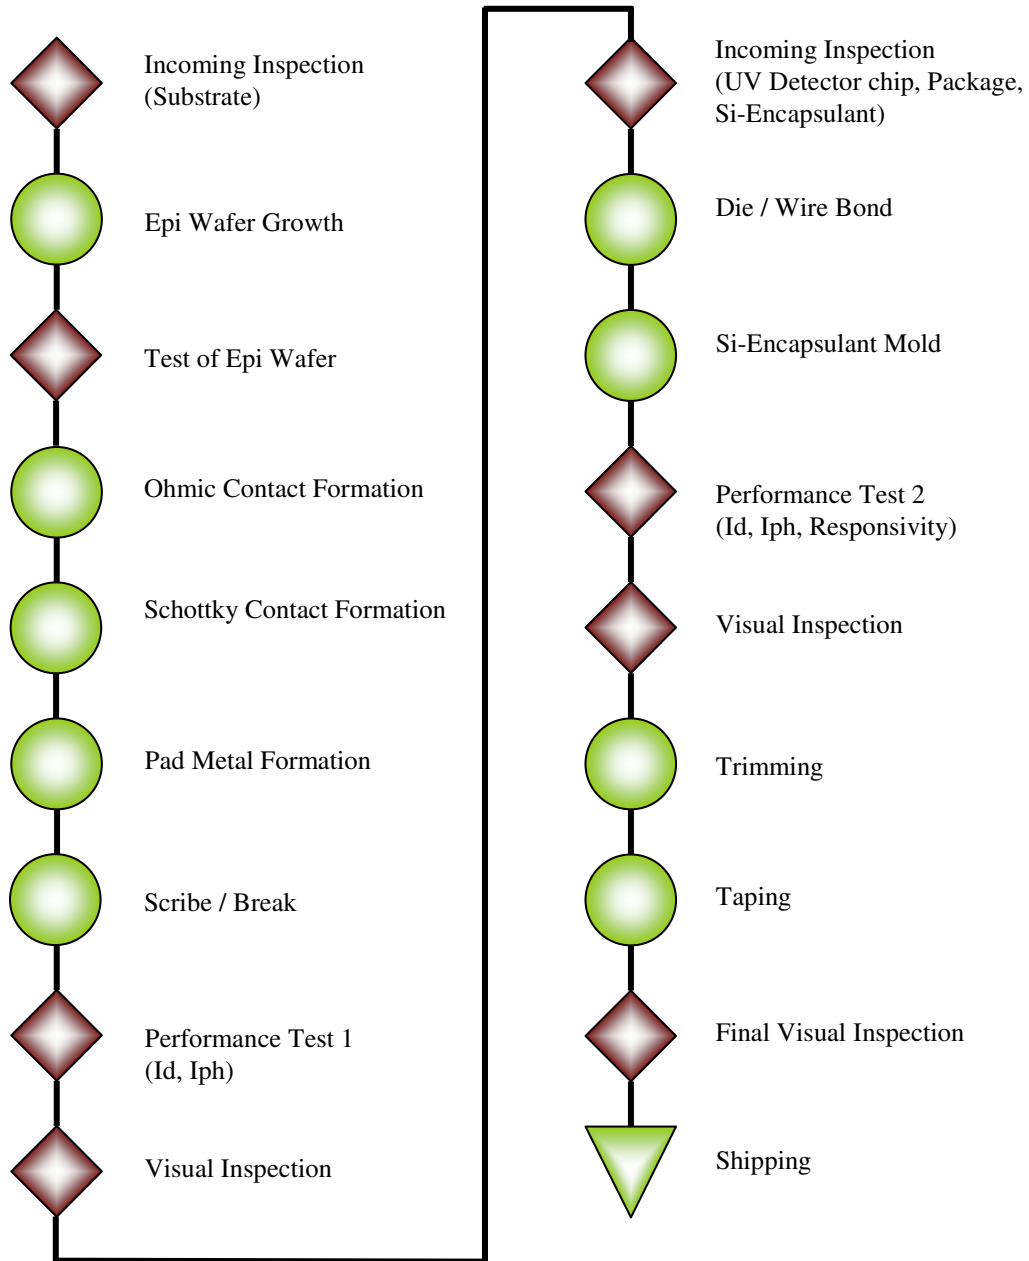 Incoming Inspection
(Substrate)
Epi Wafer Growth
Test of Epi Wafer
Ohmic Contact Formation
Schottky Contact Formation
Pad Metal Formation
Scribe / Break
Performance Test 1
(Id, Iph)
Visual Inspection
Incoming Inspection
(UV Detector chip, Package,
Si-Encapsulant)
Die / Wire Bond
Si-Encapsulant Mold
Performance Test 2
(Id, Iph, Responsivity)
Visual Inspection
Trimming
Taping
Final Visual Inspection
Shipping